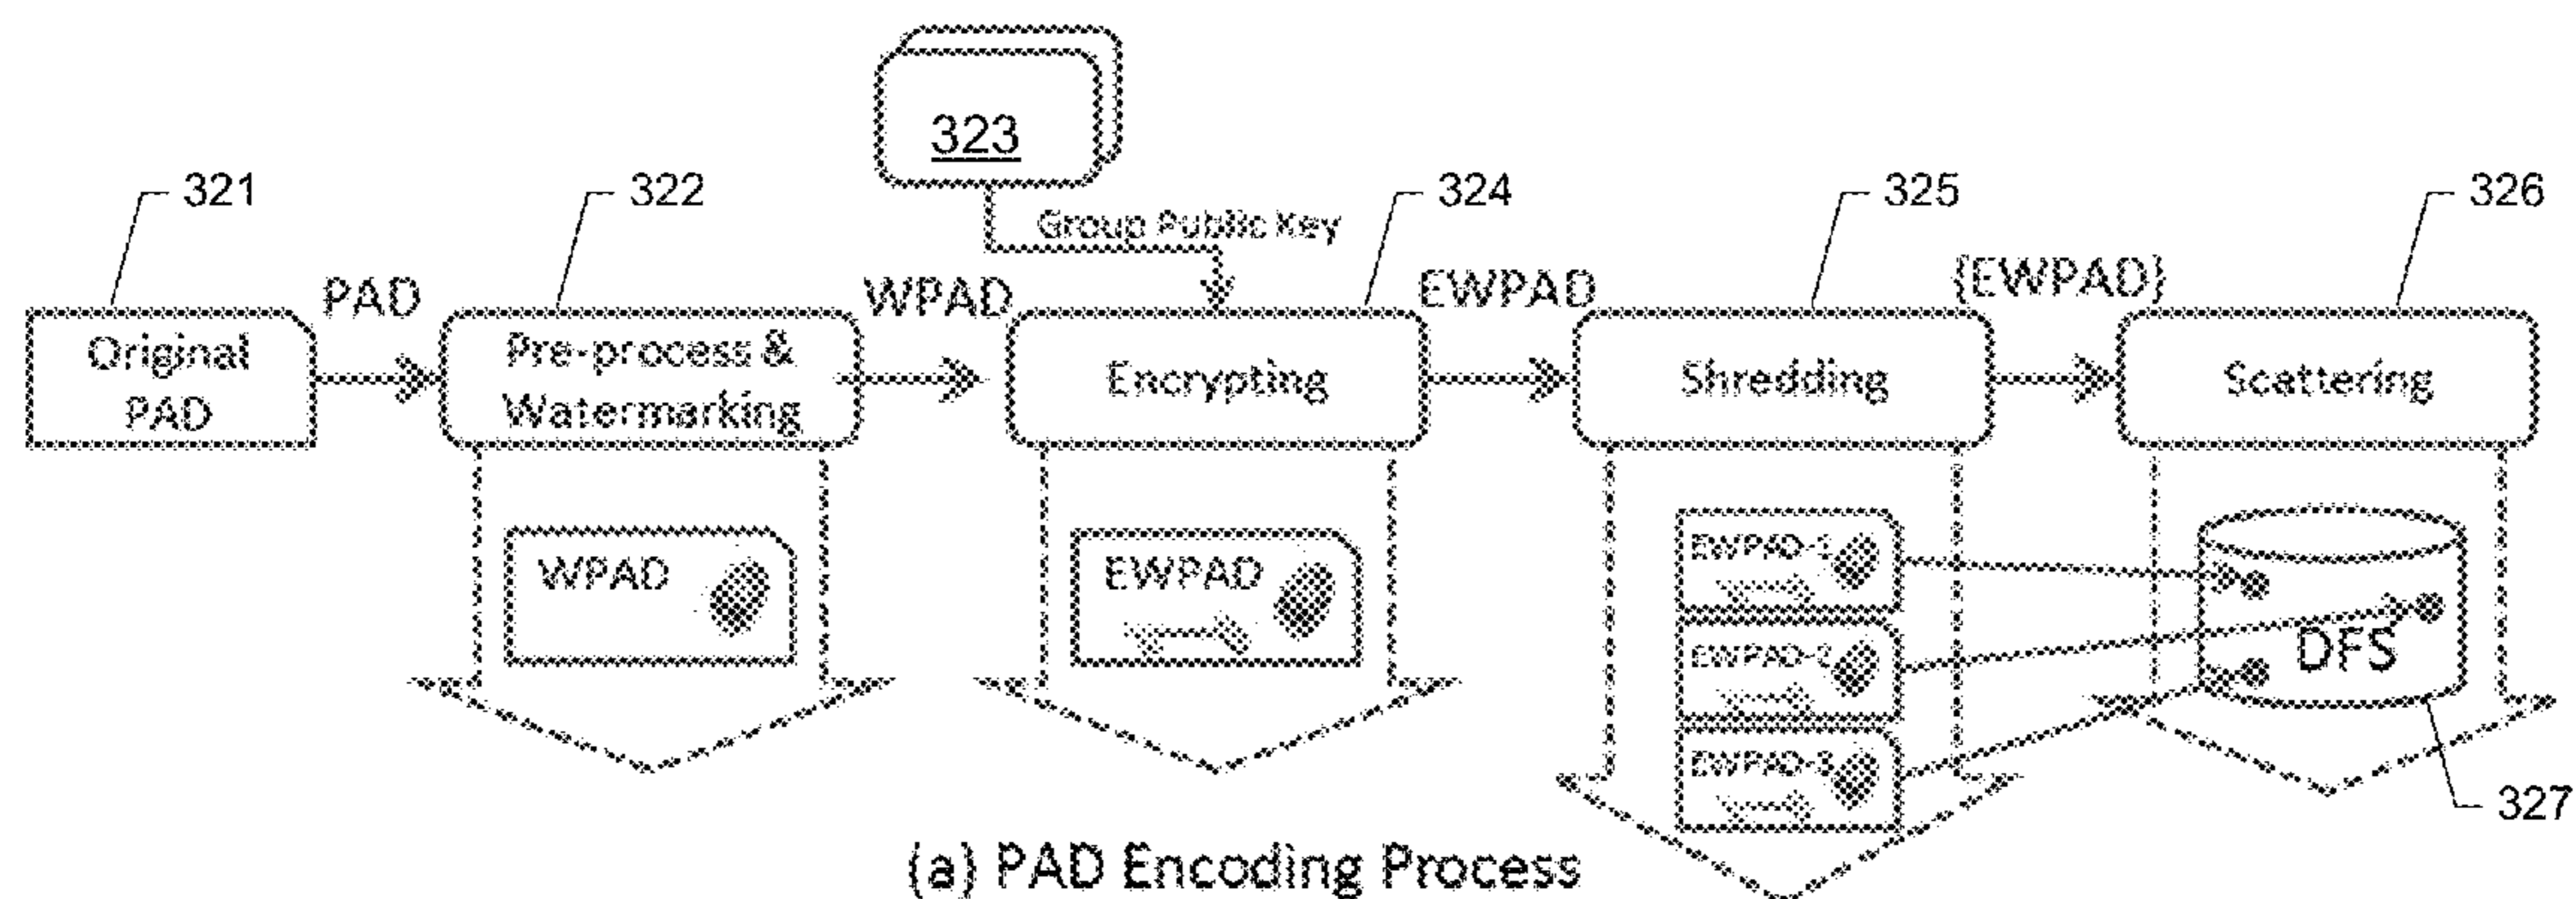 323
321
322
324
325
326
Group Public Key
PAD
WPAD
EWPAD
{EWPAD}
Original
PAD
Pre-process &
Watermarking
Encrypting
Shredding
Scattering
WPAD
EWPAD
EWPAD-1
EWPAD-2
EWPAD-3
DFS
327
(a) PAD Encoding Process